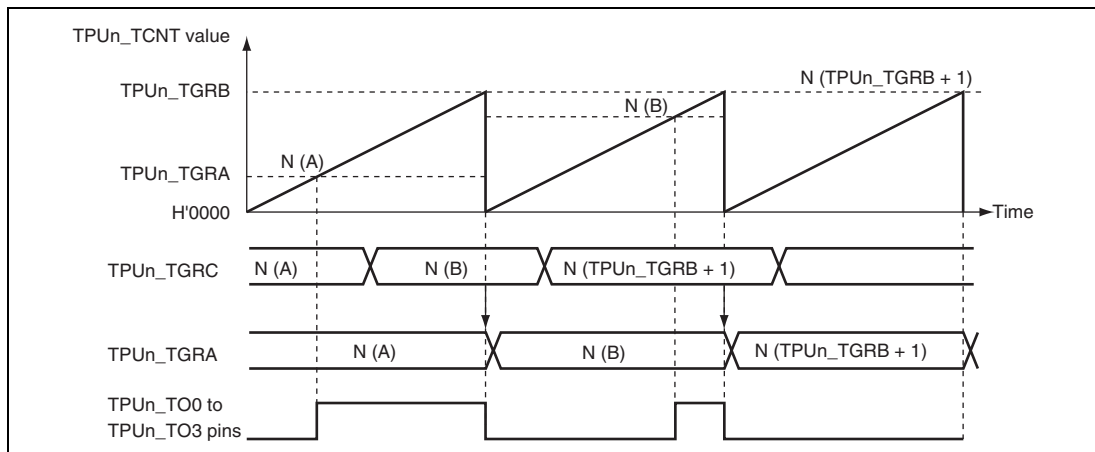 TPUn_TCNT value
TPUn_TGRB
N (TPUn_TGRB + 1)
N (B)
N (A)
TPUn_TGRA
H'0000
Time
TPUn_TGRC
N (A)
N (B)
N (TPUn_TGRB + 1)
TPUn_TGRA
N (A)
N (B)
N (TPUn_TGRB + 1)
TPUn_TO0 to
TPUn_TO3 pins